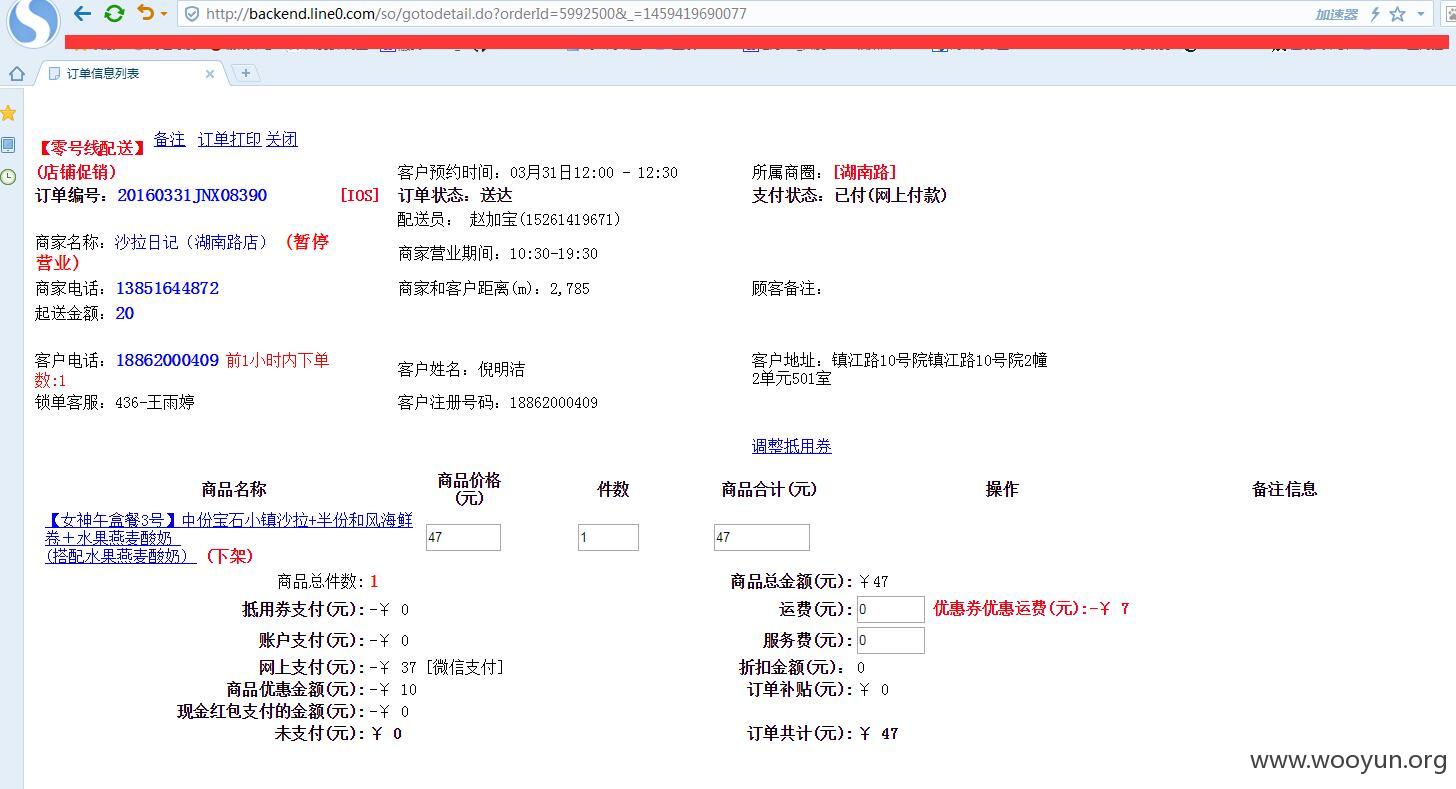 http://backend.line0.com/so/gotodetail.do?orderId=5992500&_=1459419690077 加速器
订单信息列表
【零号线配送】 备注 订单打印 关闭
(店铺促销) 客户预约时间：03月31日12:00 - 12:30 所属商圈：[湖南路]
订单编号：20160331JNX08390 [IOS] 订单状态：送达 支付状态：已付(网上付款)
配送员： 赵加宝(15261419671)
商家名称：沙拉日记（湖南路店） (暂停
营业) 商家营业期间：10:30-19:30
商家电话：13851644872 商家和客户距离(m)：2,785 顾客备注：
起送金额：20
客户电话：18862000409 前1小时内下单
数:1 客户姓名：倪明洁 客户地址：镇江路10号院镇江路10号院2幢
2单元501室
锁单客服：436-王雨婷 客户注册号码：18862000409
调整抵用券
商品名称 商品价格
(元) 件数 商品合计(元) 操作 备注信息
【女神午盒餐3号】中份宝石小镇沙拉+半份和风海鲜
卷＋水果燕麦酸奶 47 1 47
(搭配水果燕麦酸奶) (下架)
商品总件数：1 商品总金额(元)：￥47
抵用券支付(元)：-￥ 0 运费(元)：0 优惠券优惠运费(元):-￥ 7
账户支付(元)：-￥ 0 服务费(元)：0
网上支付(元)：-￥ 37 [微信支付] 折扣金额(元)： 0
商品优惠金额(元)：-￥ 10 订单补贴(元)：￥ 0
现金红包支付的金额(元)：-￥ 0
未支付(元)：￥ 0 订单共计(元)：￥ 47
www.wooyun.org